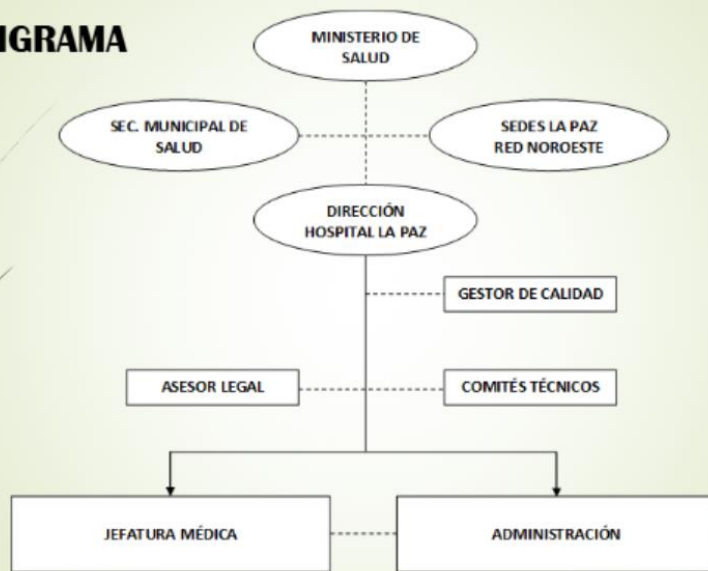 IGRAMA
MINISTERIO DE
SALUD
SEC. MUNICIPAL DE
SALUD
SEDES LA PAZ
RED NOROESTE
DIRECCIÓN
HOSPITAL LA PAZ
GESTOR DE CALIDAD
ASESOR LEGAL
COMITÉS TÉCNICOS
JEFATURA MÉDICA
ADMINISTRACIÓN